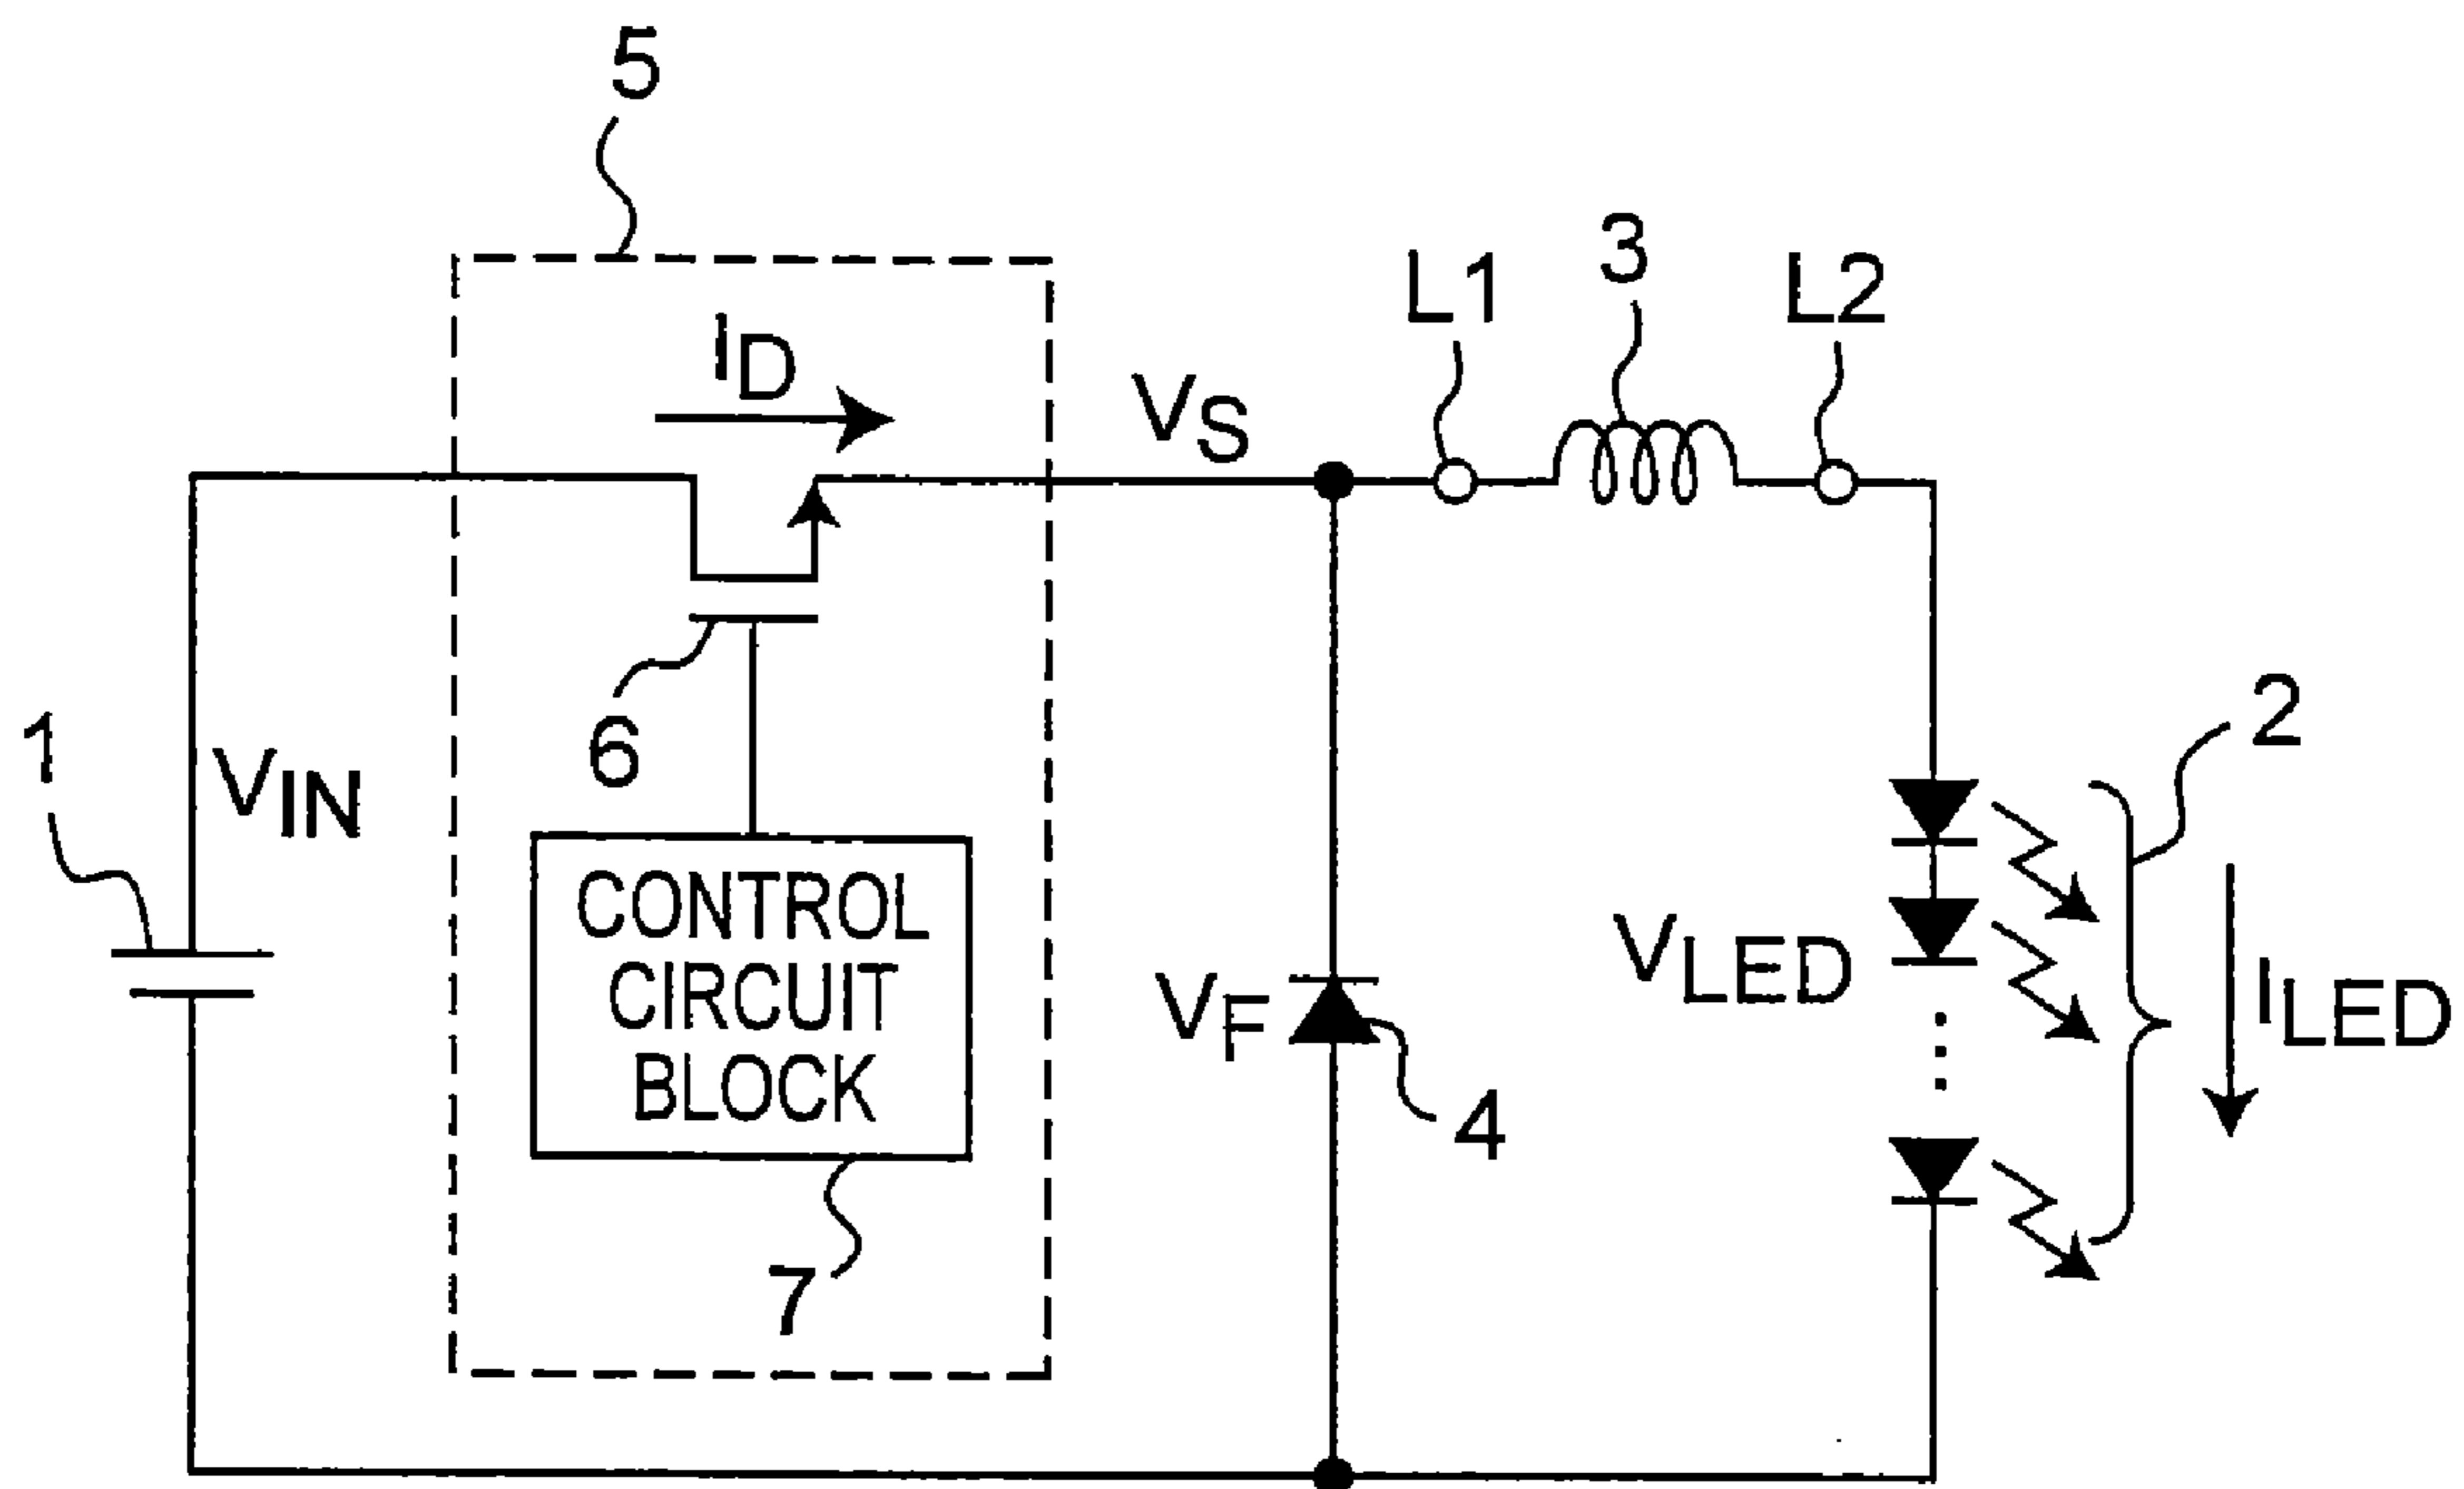 5
3
L1
L2
ID
VS
2
6
1
VIN
CONTROL
CIRCUIT
BLOCK
VLED
VF
ILED
4
7